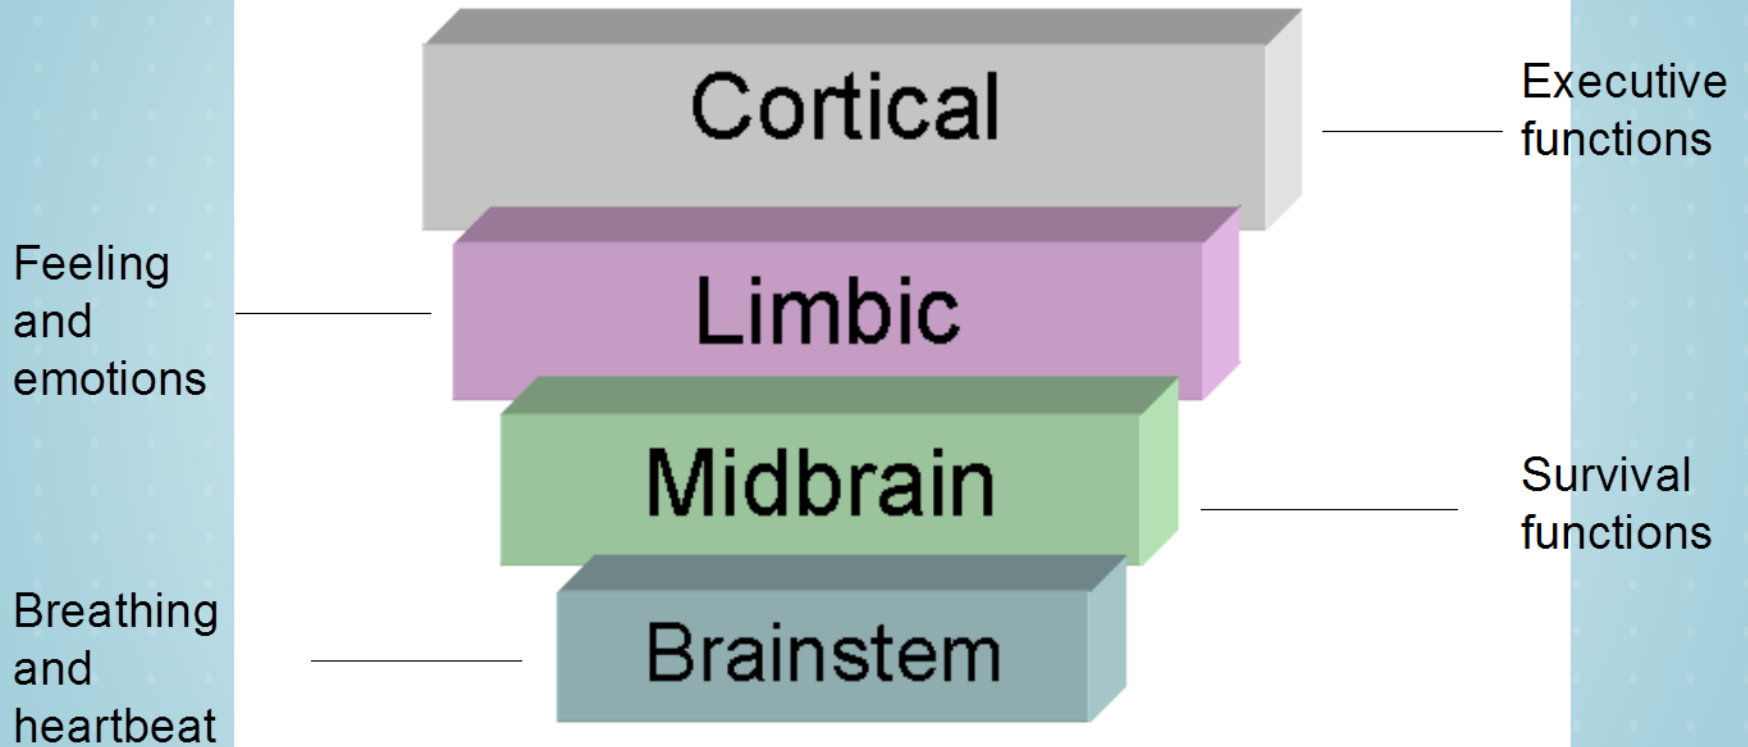 Cortical
Executive
functions
Limbic
Feeling
and
emotions
Midbrain
Survival
functions
Brainstem
Breathing
and
heartbeat